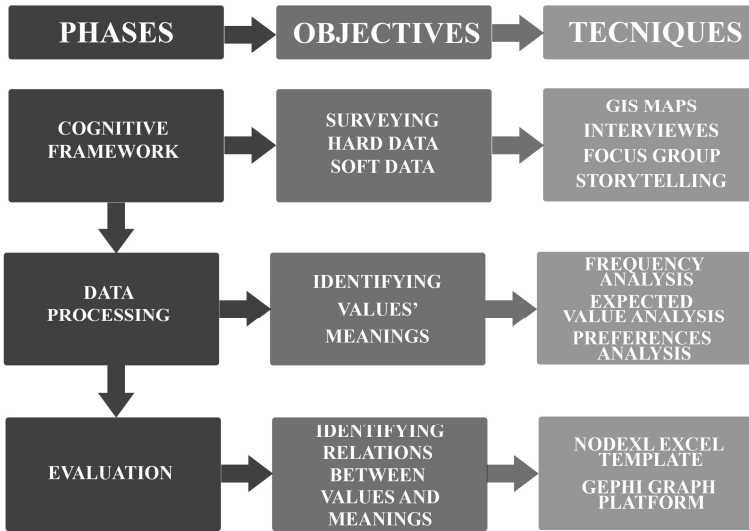 PHASES
OBJECTIVES
TECNIQUES
COGNITIVE
FRAMEWORK
SURVEYING
HARD DATA
SOFT DATA
GIS MAPS
INTERVIEWES
FOCUS GROUP
STORYTELLING
DATA
PROCESSING
IDENTIFYING
VALUES’
MEANINGS
FREQUENCY
ANALYSIS
EXPECTED
VALUE ANALYSIS
PREFERENCES
ANALYSIS
EVALUATION
IDENTIFYING
RELATIONS
BETWEEN
VALUES AND
MEANINGS
NODEXL EXCEL
TEMPLATE
GEPHI GRAPH
PLATFORM